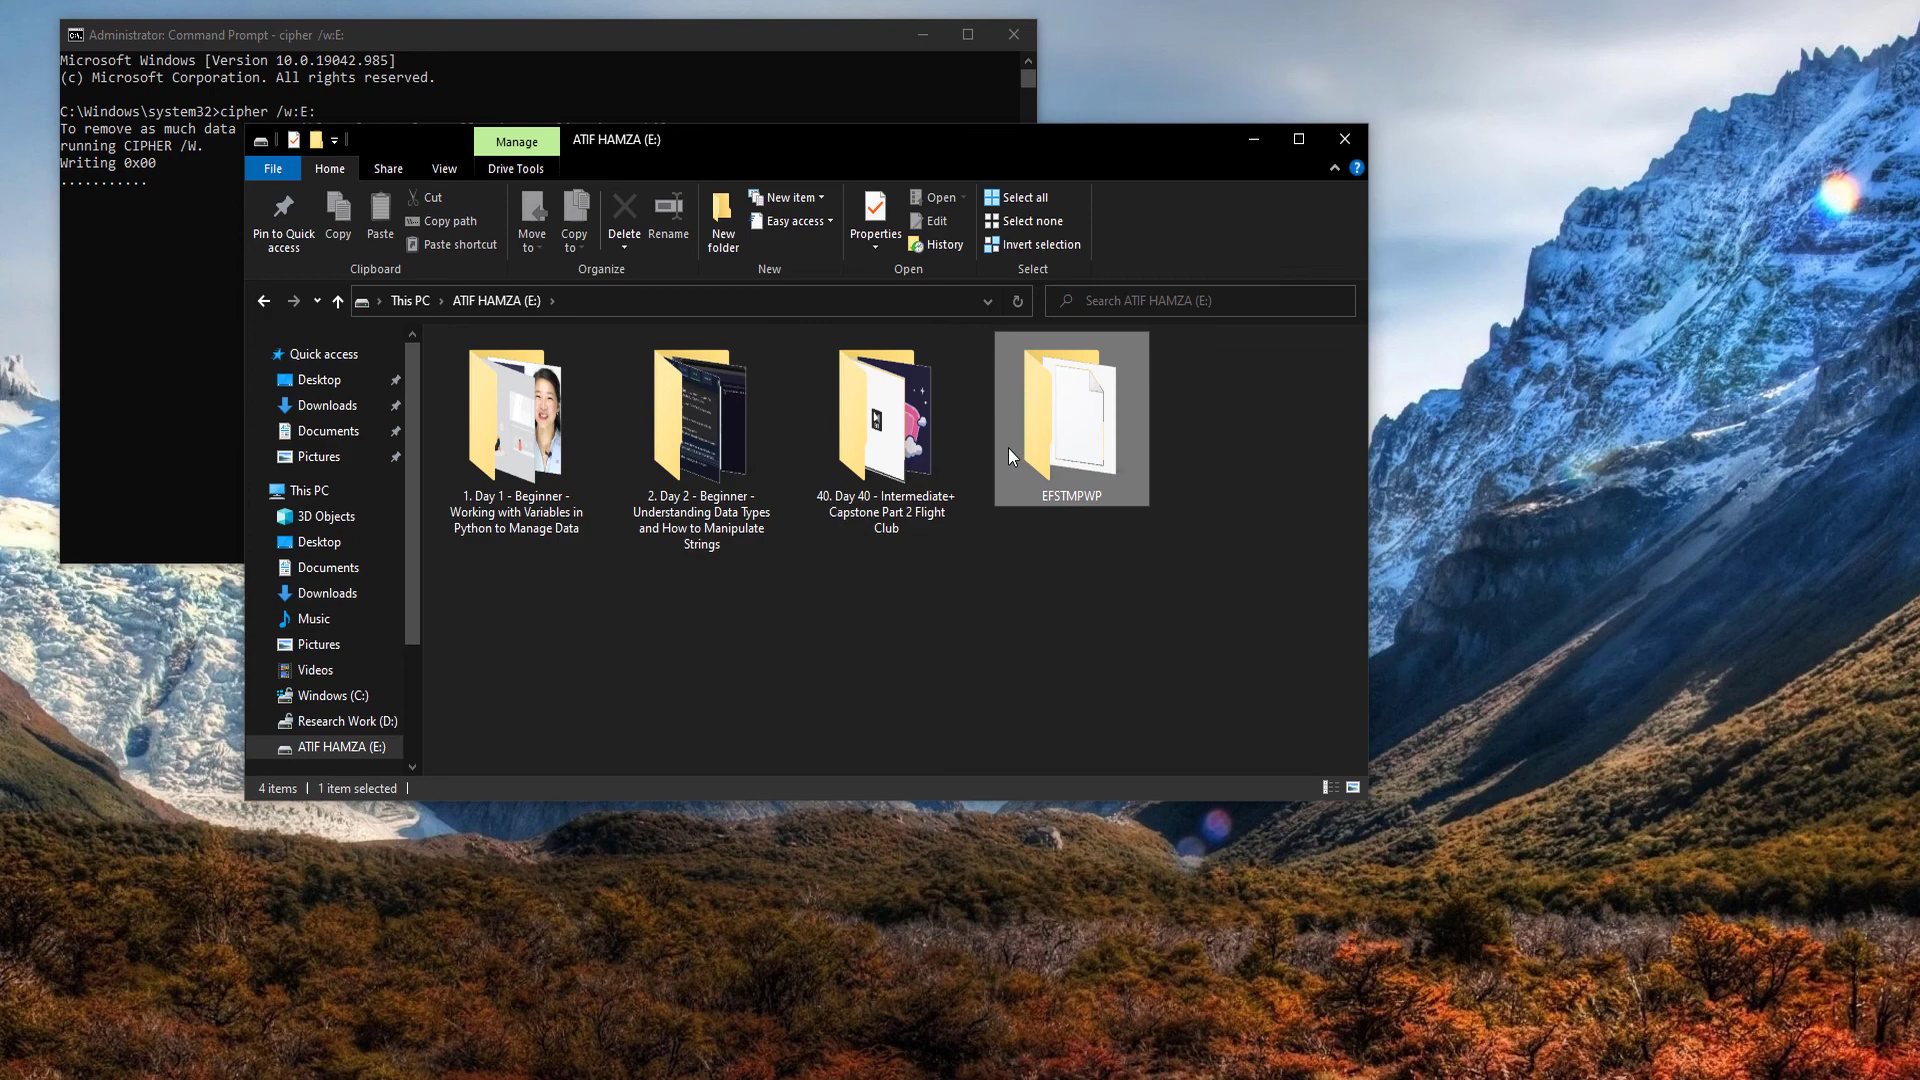 Administrator: Command Prompt - cipher /w:E:
Microsoft Windows [Version 10.0.19042.985]
(c) Microsoft Corporation. All rights reserved.
C:\Windows\system32>cipher /w:E:
To remove as much data
running CIPHER /W.
Writing 0x00
...........
Manage
ATIF HAMZA (E:)
File
Home
Share
View
Drive Tools
Pin to Quick access
Copy
Paste
Cut
Copy path
Paste shortcut
Clipboard
Move to
Copy to
Delete
Rename
Organize
New folder
New item
Easy access
New
Properties
Open
Edit
History
Open
Select all
Select none
Invert selection
Select
This PC
ATIF HAMZA (E:)
Search ATIF HAMZA (E:)
Quick access
Desktop
Downloads
Documents
Pictures
This PC
3D Objects
Desktop
Documents
Downloads
Music
Pictures
Videos
Windows (C:)
Research Work (D:)
ATIF HAMZA (E:)
1. Day 1 - Beginner -
Working with Variables in
Python to Manage Data
2. Day 2 - Beginner -
Understanding Data Types
and How to Manipulate
Strings
40. Day 40 - Intermediate+
Capstone Part 2 Flight
Club
EFSTMPWP
4 items
1 item selected